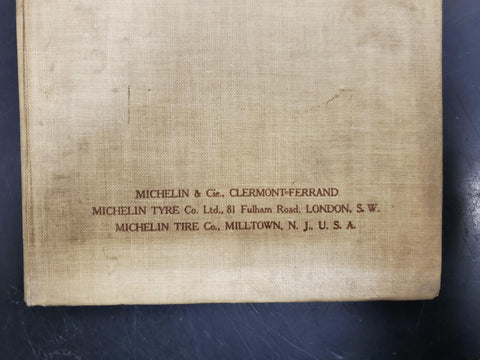 MICHELIN & Cie., CLERMONT-FERRAND
MICHELIN TYRE Co. Ltd., 81 Fulham Road, LONDON, S. W.
MICHELIN TIRE Co., MILLTOWN, N. J., U. S. A.